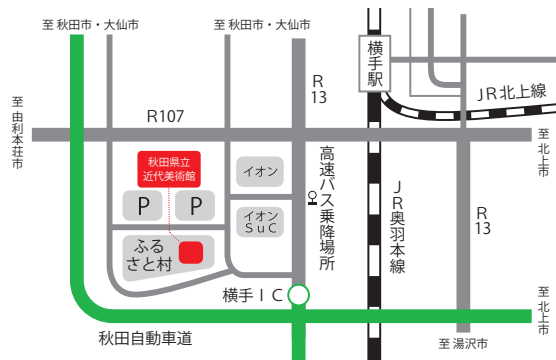 至 秋田市・大仙市
至 秋田市・大仙市
横手駅
R
13
JR北上線
至 由利本荘市
R107
至 北上市
秋田県立
近代美術館
イオン
高速バス乗降場所
P
P
イオン
SuC
JR奥羽本線
R
13
ふる
さと村
横手IC
至 北上市
秋田自動車道
至 湯沢市